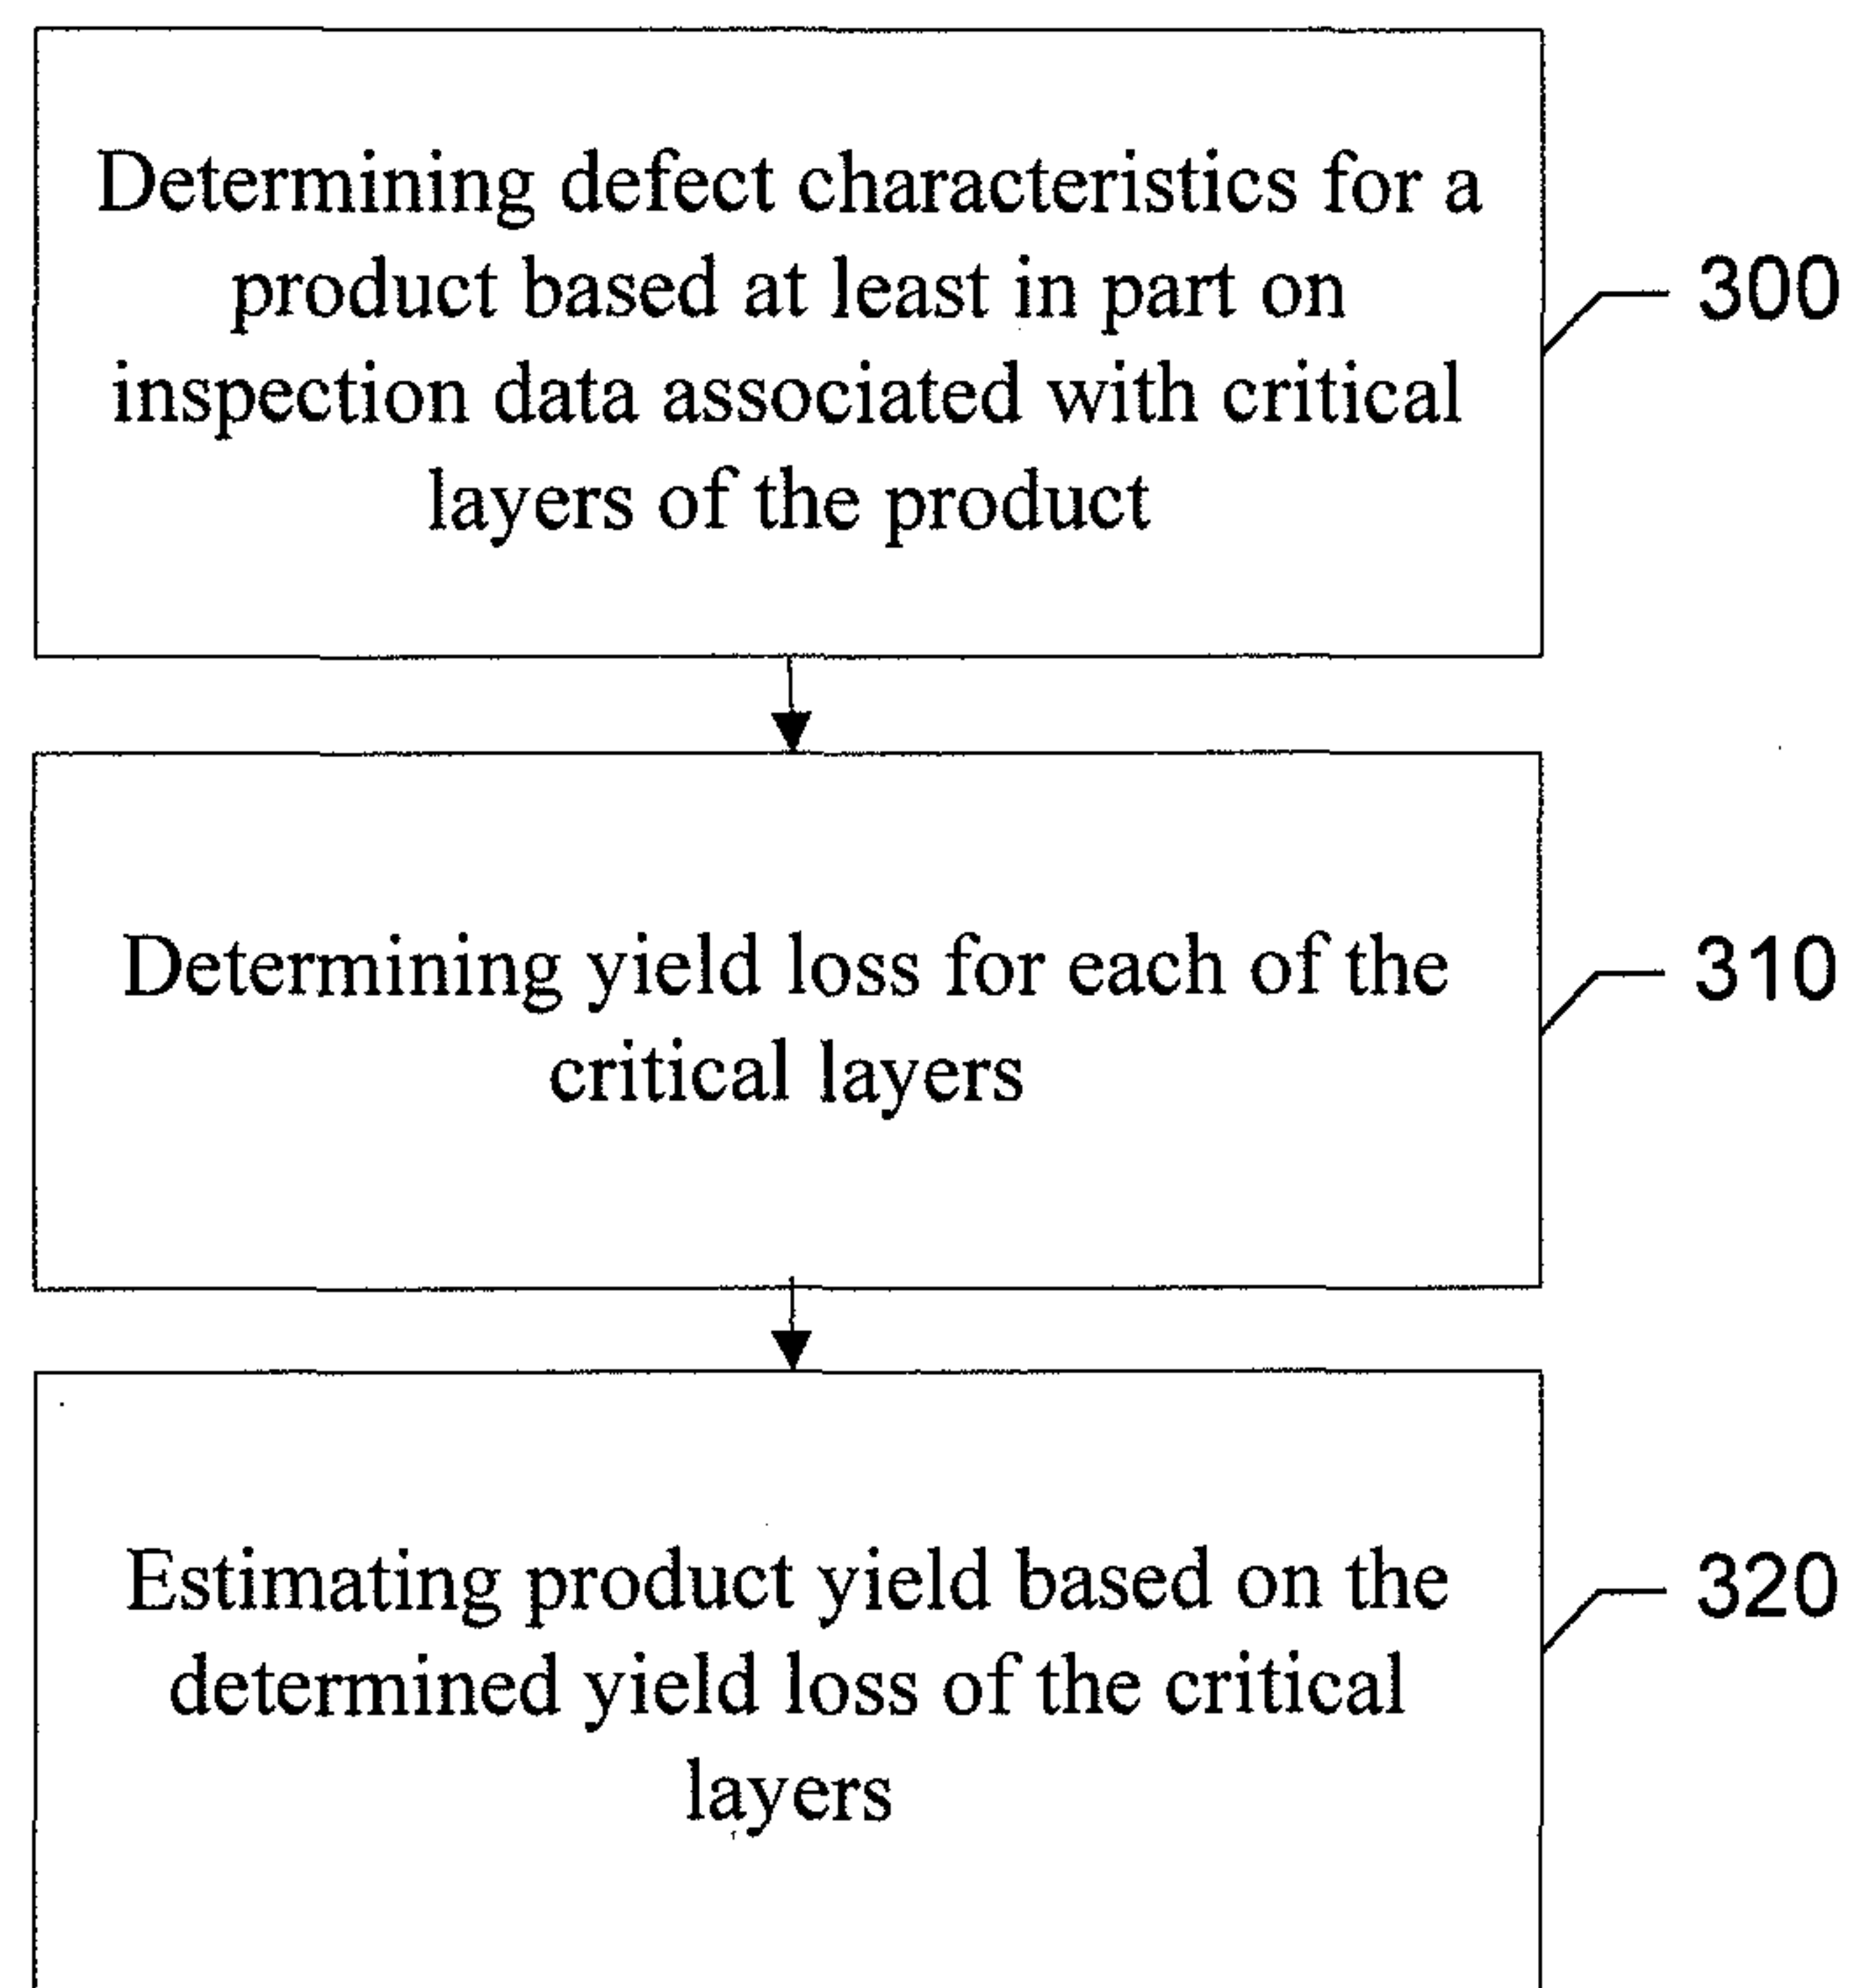 Determining defect characteristics for a
product based at least in part on
inspection data associated with critical
layers of the product
300
Determining yield loss for each of the
critical layers
310
Estimating product yield based on the
determined yield loss of the critical
layers
320